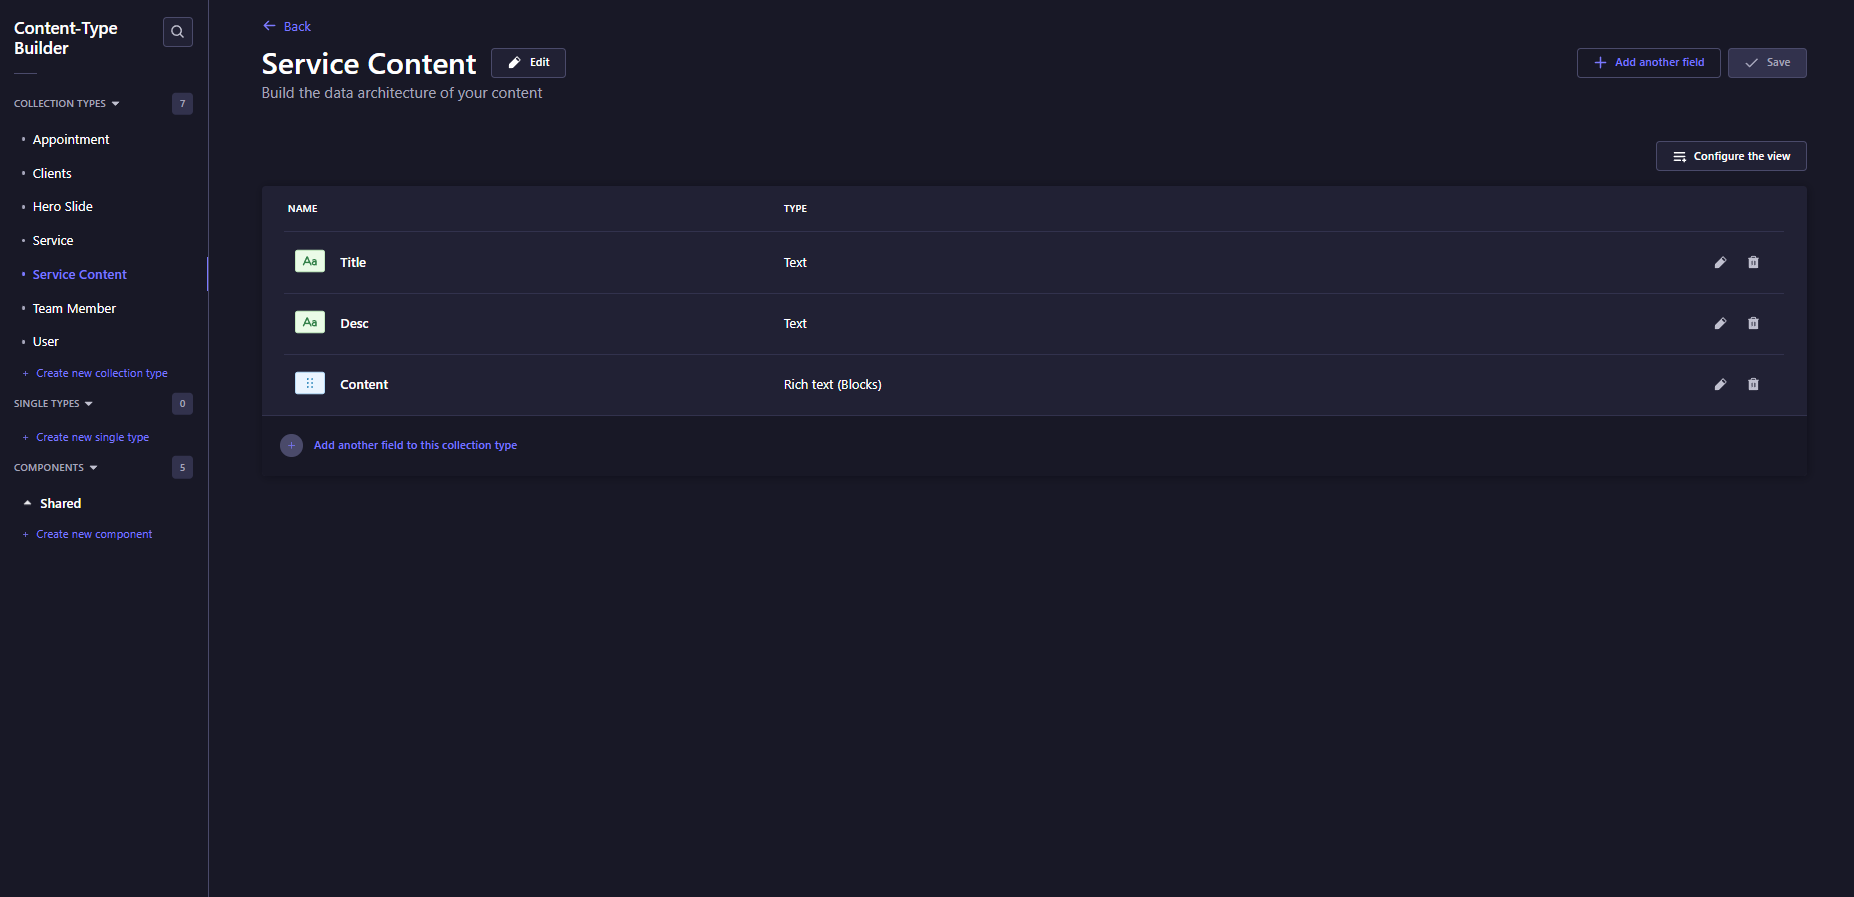 Content-Type
Builder
COLLECTION TYPES
7
Appointment
Clients
Hero Slide
Service
Service Content
Team Member
User
+ Create new collection type
SINGLE TYPES
0
+ Create new single type
COMPONENTS
5
Shared
+ Create new component
Back
Service Content
Edit
Build the data architecture of your content
Add another field
Save
Configure the view
NAME TYPE
Aa Title Text
Aa Desc Text
Content Rich text (Blocks)
Add another field to this collection type